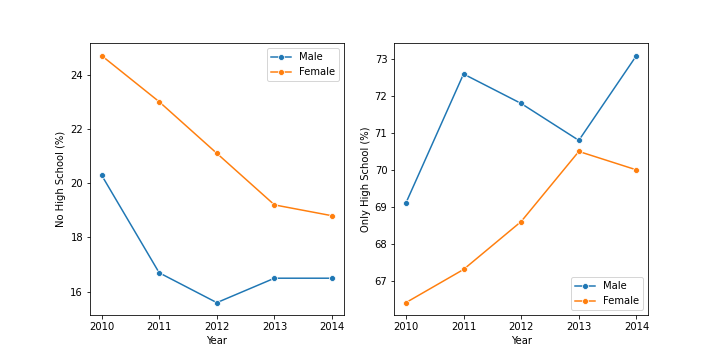 No High School (%)
24
22
20
18
16
2010 2011 2012 2013 2014
Year
Male
Female
Only High School (%)
73
72
71
70
69
68
67
2010 2011 2012 2013 2014
Year
Male
Female